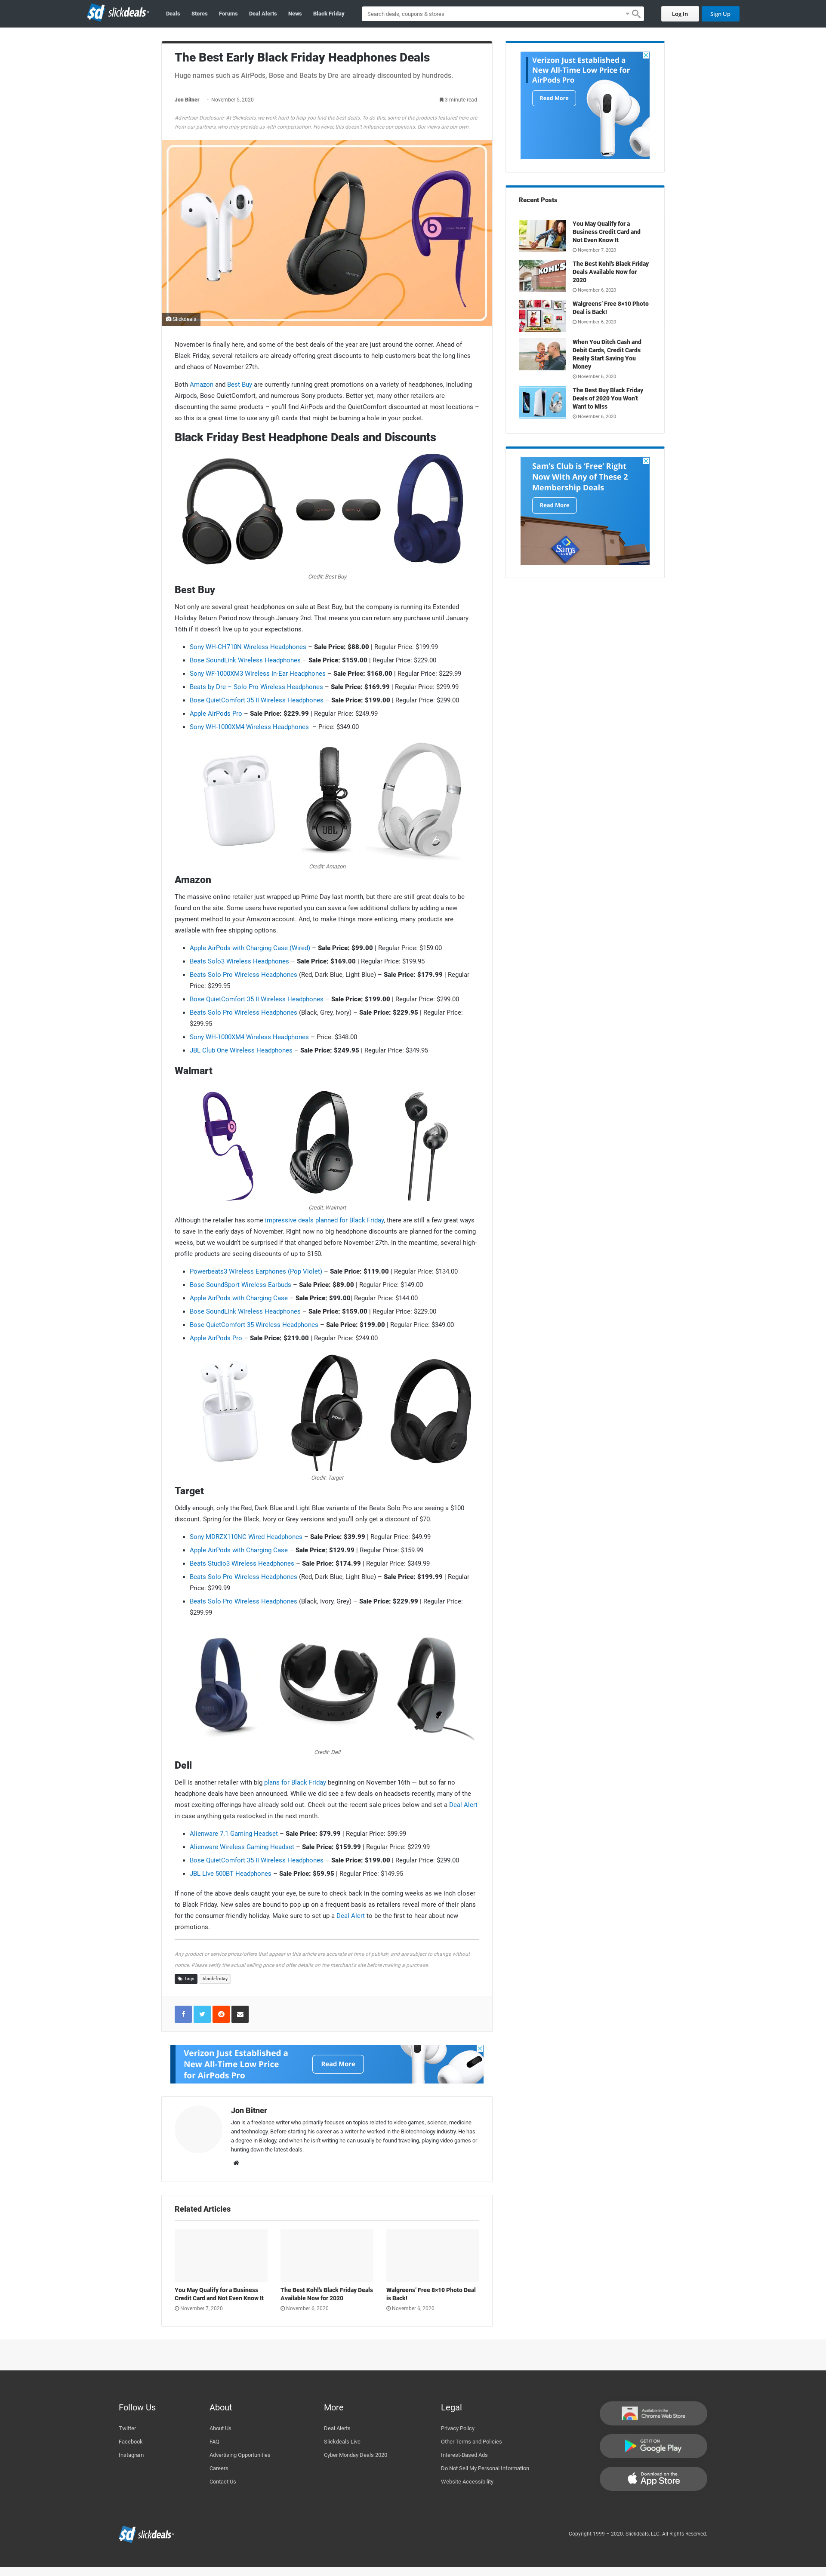 sd slickdeals
Deals
Stores
Forums
Deal Alerts
News
Black Friday
Search deals, coupons & stores
Log In
Sign Up
The Best Early Black Friday Headphones Deals
Huge names such as AirPods, Bose and Beats by Dre are already discounted by hundreds.
Jon Bitner
November 5, 2020
3 minute read
Advertiser Disclosure: At Slickdeals, we work hard to find the best deals. To do this, some of the products featured here are
from our partners, who may provide us with compensation. However, this doesn't influence our opinions. Our views are our own.
SONY
Slickdeals
November is finally here, and some of the best deals of the year are just around the corner. Ahead of
Black Friday, several retailers are already offering great discounts to help customers beat the long lines
and chaos of November 27th.
Both Amazon and Best Buy are currently running great promotions on a variety of headphones, including
Airpods, Bose QuietComfort, and numerous Sony products. Better yet, many other retailers are
discounting the same products – you'll find AirPods and the QuietComfort discounted at most locations –
so this is a great time to use any gift cards that might be burning a hole in your pocket.
Black Friday Best Headphone Deals and Discounts
Credit: Best Buy
Best Buy
Not only are several great headphones on sale at Best Buy, but the company is running its Extended
Holiday Return Period now through January 2nd. That means you can return any purchase until January
16th if it doesn't live up to your expectations.
Sony WH-CH710N Wireless Headphones – Sale Price: $88.00 | Regular Price: $199.99
Bose SoundLink Wireless Headphones – Sale Price: $159.00 | Regular Price: $229.00
Sony WF-1000XM3 Wireless In-Ear Headphones – Sale Price: $168.00 | Regular Price: $229.99
Beats by Dre – Solo Pro Wireless Headphones – Sale Price: $169.99 | Regular Price: $299.99
Bose QuietComfort 35 II Wireless Headphones – Sale Price: $199.00 | Regular Price: $299.00
Apple AirPods Pro – Sale Price: $229.99 | Regular Price: $249.99
Sony WH-1000XM4 Wireless Headphones – Price: $349.00
JBL
Credit: Amazon
Amazon
The massive online retailer just wrapped up Prime Day last month, but there are still great deals to be
found on the site. Some users have reported you can save a few additional dollars by adding a new
payment method to your Amazon account. And, to make things more enticing, many products are
available with free shipping options.
Apple AirPods with Charging Case (Wired) – Sale Price: $99.00 | Regular Price: $159.00
Beats Solo3 Wireless Headphones – Sale Price: $169.00 | Regular Price: $199.95
Beats Solo Pro Wireless Headphones (Red, Dark Blue, Light Blue) – Sale Price: $179.99 | Regular
Price: $299.95
Bose QuietComfort 35 II Wireless Headphones – Sale Price: $199.00 | Regular Price: $299.00
Beats Solo Pro Wireless Headphones (Black, Grey, Ivory) – Sale Price: $229.95 | Regular Price:
$299.95
Sony WH-1000XM4 Wireless Headphones – Price: $348.00
JBL Club One Wireless Headphones – Sale Price: $249.95 | Regular Price: $349.95
Walmart
BOSE
Credit: Walmart
Although the retailer has some impressive deals planned for Black Friday, there are still a few great ways
to save in the early days of November. Right now no big headphone discounts are planned for the coming
weeks, but we wouldn't be surprised if that changed before November 27th. In the meantime, several high-
profile products are seeing discounts of up to $150.
Powerbeats3 Wireless Earphones (Pop Violet) – Sale Price: $119.00 | Regular Price: $134.00
Bose SoundSport Wireless Earbuds – Sale Price: $89.00 | Regular Price: $149.00
Apple AirPods with Charging Case – Sale Price: $99.00| Regular Price: $144.00
Bose SoundLink Wireless Headphones – Sale Price: $159.00 | Regular Price: $229.00
Bose QuietComfort 35 Wireless Headphones – Sale Price: $199.00 | Regular Price: $349.00
Apple AirPods Pro – Sale Price: $219.00 | Regular Price: $249.00
SONY
Credit: Target
Target
Oddly enough, only the Red, Dark Blue and Light Blue variants of the Beats Solo Pro are seeing a $100
discount. Spring for the Black, Ivory or Grey versions and you'll only get a discount of $70.
Sony MDRZX110NC Wired Headphones – Sale Price: $39.99 | Regular Price: $49.99
Apple AirPods with Charging Case – Sale Price: $129.99 | Regular Price: $159.99
Beats Studio3 Wireless Headphones – Sale Price: $174.99 | Regular Price: $349.99
Beats Solo Pro Wireless Headphones (Red, Dark Blue, Light Blue) – Sale Price: $199.99 | Regular
Price: $299.99
Beats Solo Pro Wireless Headphones (Black, Ivory, Grey) – Sale Price: $229.99 | Regular Price:
$299.99
Credit: Dell
Dell
Dell is another retailer with big plans for Black Friday beginning on November 16th — but so far no
headphone deals have been announced. While we did see a few deals on headsets recently, many of the
most exciting offerings have already sold out. Check out the recent sale prices below and set a Deal Alert
in case anything gets restocked in the next month.
Alienware 7.1 Gaming Headset – Sale Price: $79.99 | Regular Price: $99.99
Alienware Wireless Gaming Headset – Sale Price: $159.99 | Regular Price: $229.99
Bose QuietComfort 35 II Wireless Headphones – Sale Price: $199.00 | Regular Price: $299.00
JBL Live 500BT Headphones – Sale Price: $59.95 | Regular Price: $149.95
If none of the above deals caught your eye, be sure to check back in the coming weeks as we inch closer
to Black Friday. New sales are bound to pop up on a frequent basis as retailers reveal more of their plans
for the consumer-friendly holiday. Make sure to set up a Deal Alert to be the first to hear about new
promotions.
Any product or service prices/offers that appear in this article are accurate at time of publish, and are subject to change without
notice. Please verify the actual selling price and offer details on the merchant's site before making a purchase.
Tags
black-friday
Verizon Just Established a
New All-Time Low Price
for AirPods Pro
Read More
Jon Bitner
Jon is a freelance writer who primarily focuses on topics related to video games, science, medicine
and technology. Before starting his career as a writer he worked in the Biotechnology industry. He has
a degree in Biology, and when he isn't writing he can usually be found traveling, playing video games or
hunting down the latest deals.
Related Articles
You May Qualify for a Business
Credit Card and Not Even Know It
November 7, 2020
The Best Kohl's Black Friday Deals
Available Now for 2020
November 6, 2020
Walgreens' Free 8×10 Photo Deal
is Back!
November 6, 2020
Verizon Just Established a
New All-Time Low Price for
AirPods Pro
Read More
Recent Posts
You May Qualify for a
Business Credit Card and
Not Even Know It
November 7, 2020
KOHL'S
The Best Kohl's Black Friday
Deals Available Now for
2020
November 6, 2020
Walgreens' Free 8×10 Photo
Deal is Back!
November 6, 2020
When You Ditch Cash and
Debit Cards, Credit Cards
Really Start Saving You
Money
November 6, 2020
The Best Buy Black Friday
Deals of 2020 You Won't
Want to Miss
November 6, 2020
Sam's Club is 'Free' Right
Now With Any of These 2
Membership Deals
Read More
Sam's
Follow Us
Twitter
Facebook
Instagram
About
About Us
FAQ
Advertising Opportunities
Careers
Contact Us
More
Deal Alerts
Slickdeals Live
Cyber Monday Deals 2020
Legal
Privacy Policy
Other Terms and Policies
Interest-Based Ads
Do Not Sell My Personal Information
Website Accessibility
Available in the
Chrome Web Store
GET IT ON
Google Play
Download on the
App Store
sd slickdeals
Copyright 1999 – 2020. Slickdeals, LLC. All Rights Reserved.